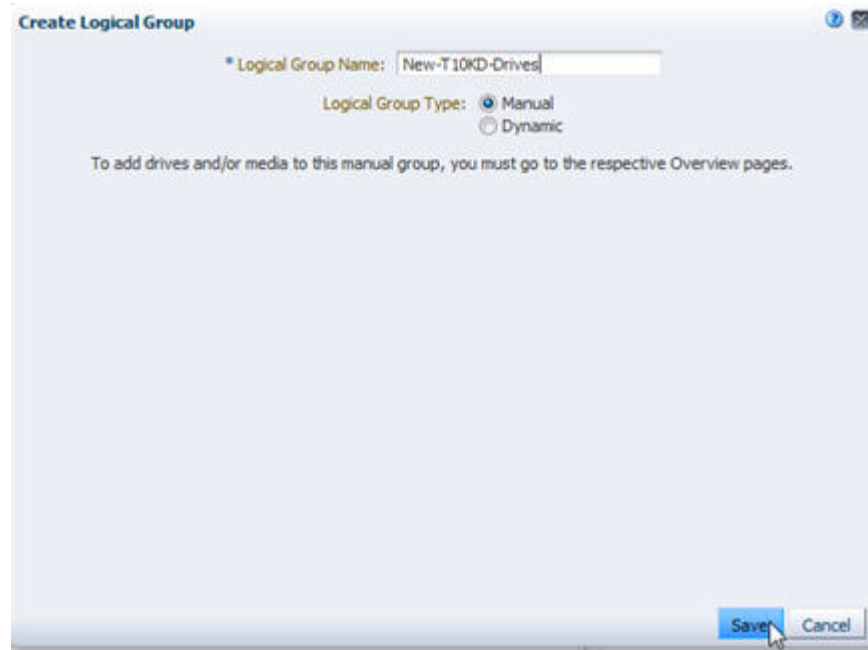 Create Logical Group
* Logical Group Name: New-T10KD-Drives
Logical Group Type: Manual
Dynamic
To add drives and/or media to this manual group, you must go to the respective Overview pages.
Save Cancel